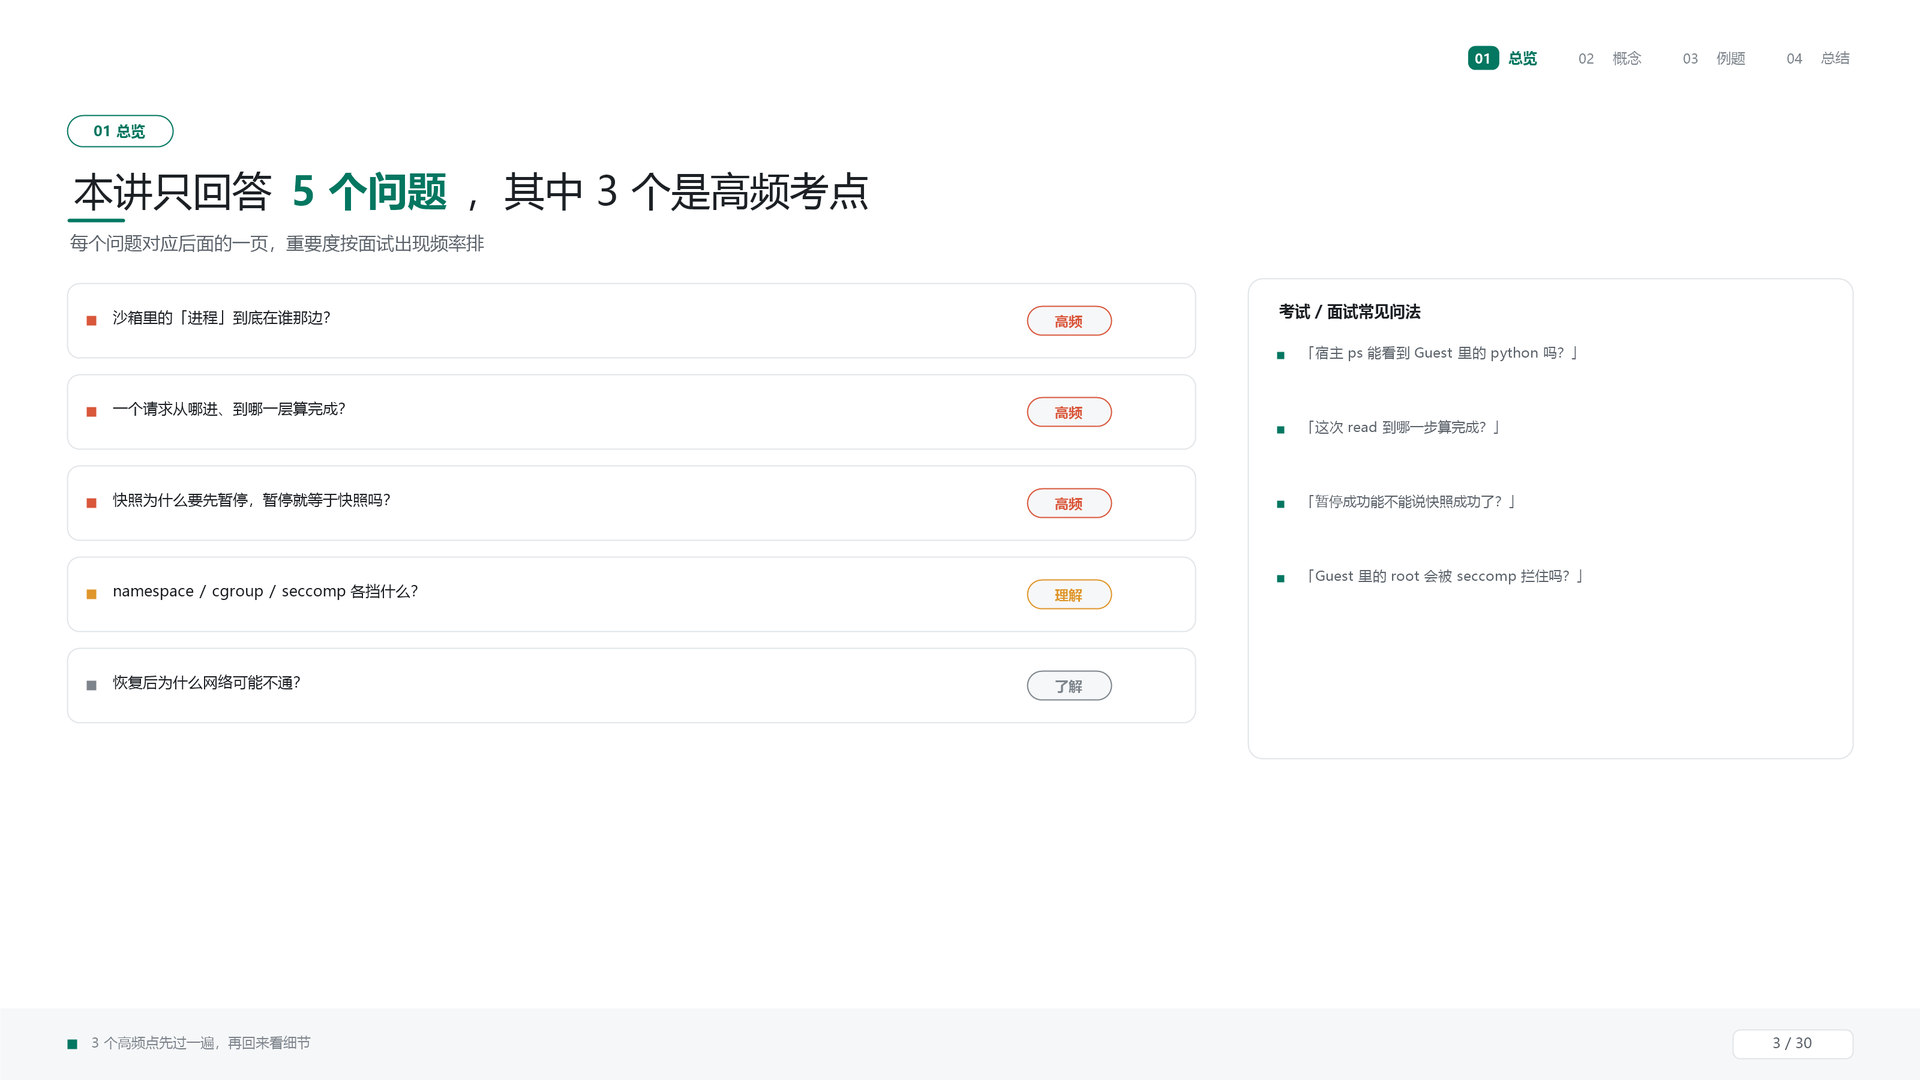 01 总览 02 概念 03 例题 04 总结
01 总览
本讲只回答 5 个问题 ，其中 3 个是高频考点
每个问题对应后面的一页，重要度按面试出现频率排
沙箱里的「进程」到底在谁那边？
高频
一个请求从哪进、到哪一层算完成？
高频
快照为什么要先暂停，暂停就等于快照吗？
高频
namespace / cgroup / seccomp 各挡什么？
理解
恢复后为什么网络可能不通？
了解
考试 / 面试常见问法
「宿主 ps 能看到 Guest 里的 python 吗？」
「这次 read 到哪一步算完成？」
「暂停成功能不能说快照成功了？」
「Guest 里的 root 会被 seccomp 拦住吗？」
3 个高频点先过一遍，再回来看细节
3 / 30